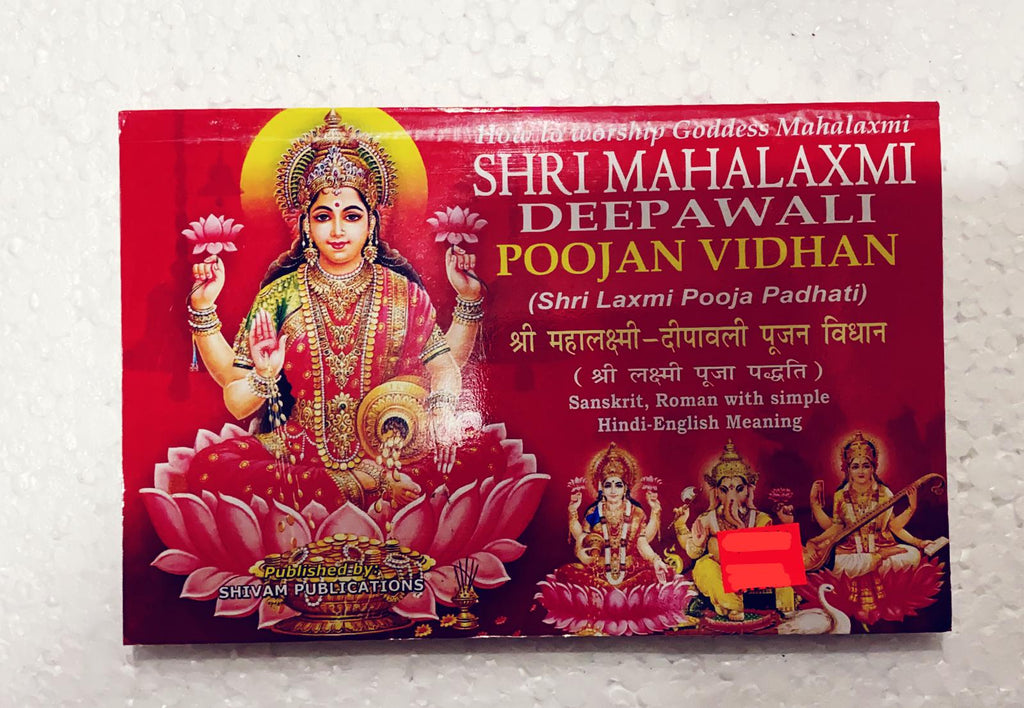 How to worship Goddess Mahalaxmi
SHRI MAHALAXMI
DEEPAWALI
POOJAN VIDHAN
(Shri Laxmi Pooja Padhati)
श्री महालक्ष्मी-दीपावली पूजन विधान
( श्री लक्ष्मी पूजा पद्धति )
Sanskrit, Roman with simple
Hindi-English Meaning
Published by:
SHIVAM PUBLICATIONS